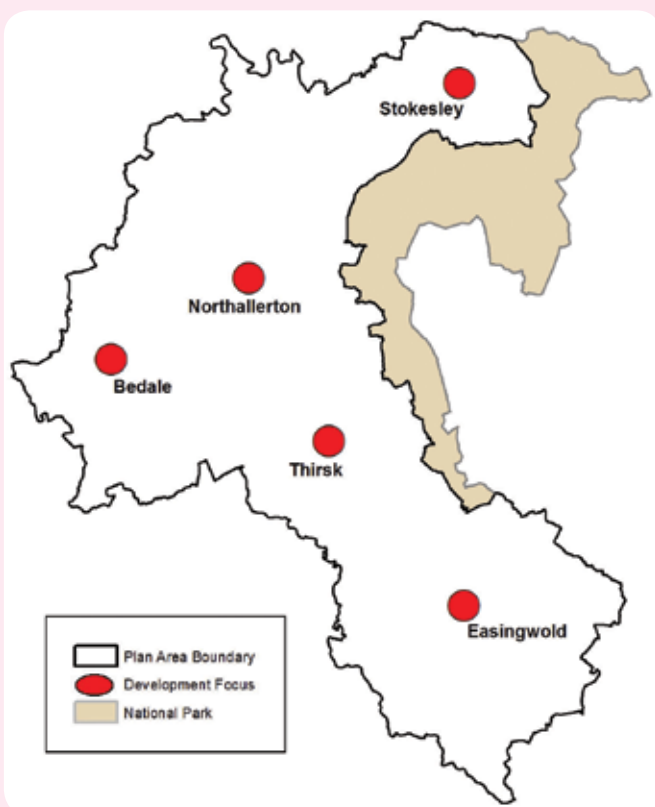 Stokesley
Northallerton
Bedale
Thirsk
Easingwold
Plan Area Boundary
Development Focus
National Park